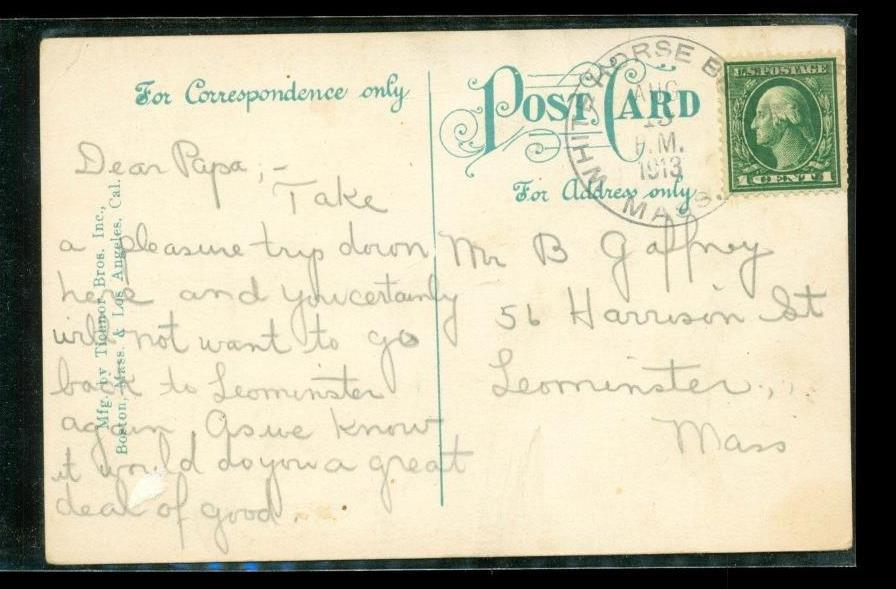 For Correspondence only
POST CARD
For Address only
WHITEHORSE B
AUG
13
P.M.
1913
MASS.
U.S. POSTAGE
1 CENT 1
Dear Papa;-
Take
a pleasure trip down
here and you certainly
will not want to go
back to Leominster
again. As we know
it would do you a great
deal of good.
Mr B Gaffney
56 Harrison St
Leominster.,
Mass
Mfg. by Tichnor Bros. Inc.,
Boston, Mass. & Los Angeles, Cal.